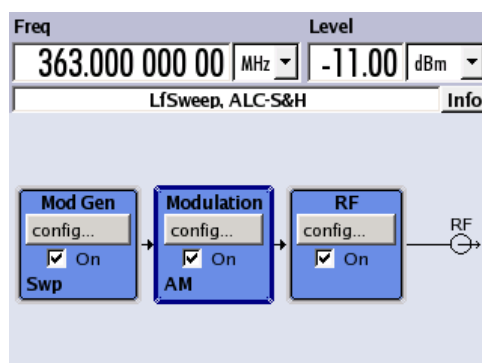 Freq Level
363.000 000 00 MHz -11.00 dBm
LfSweep, ALC-S&H Info
Mod Gen Modulation RF
config... config... config... RF
On On On
Swp AM